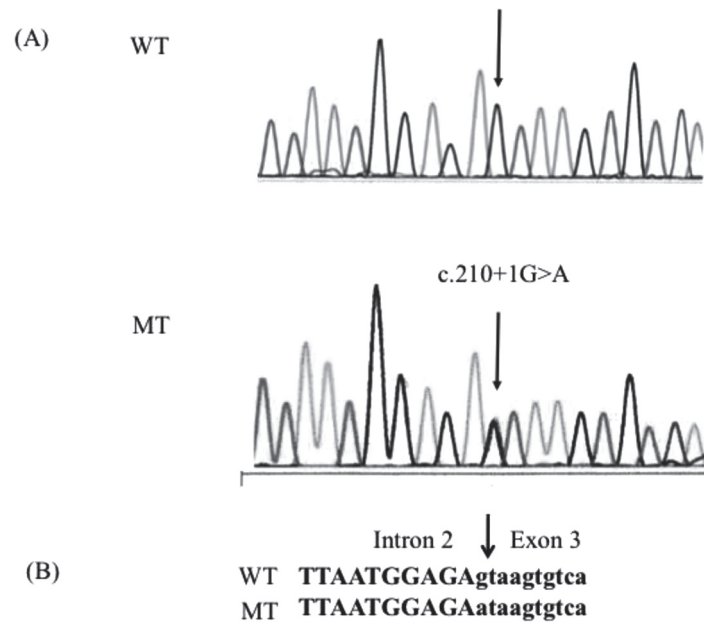 (A)
WT
c.210+1G>A
MT
Intron 2 Exon 3
(B)
WT TTAATGGAGAgtaagtgtca
MT TTAATGGAGAataagtgtca